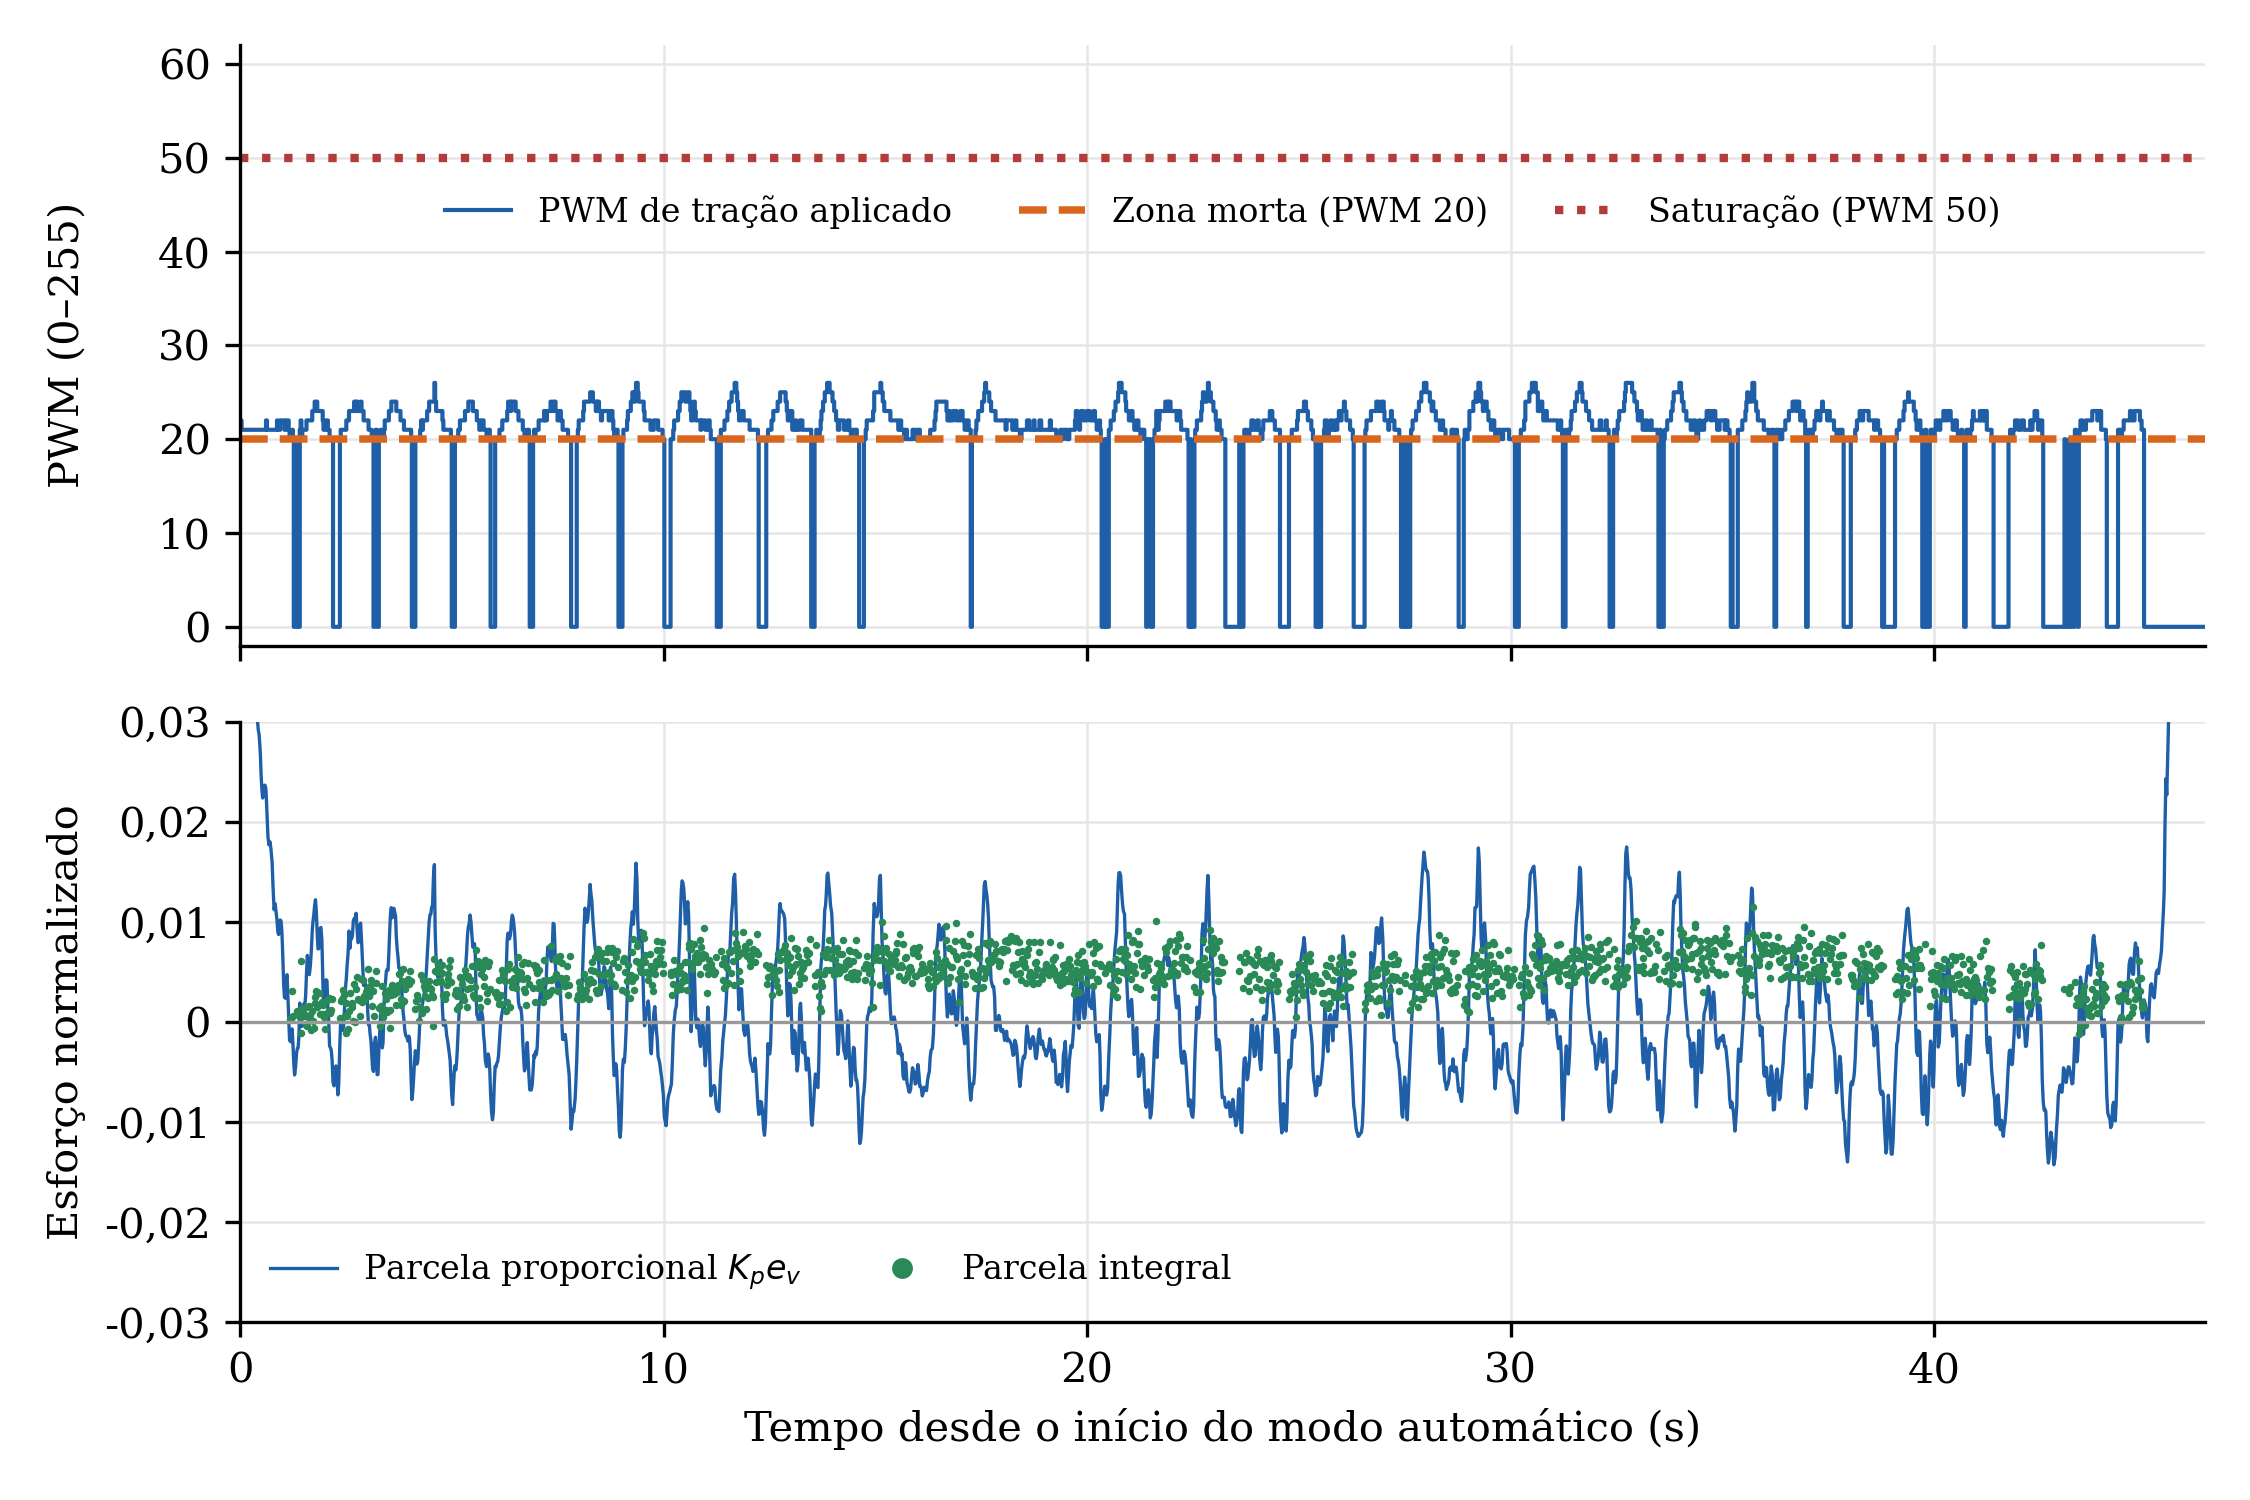 60
50
40
30
20
10
0
PWM (0–255)
PWM de tração aplicado Zona morta (PWM 20) Saturação (PWM 50)
0,03
0,02
0,01
0
-0,01
-0,02
-0,03
Esforço normalizado
Parcela proporcional Kpev Parcela integral
0 10 20 30 40
Tempo desde o início do modo automático (s)